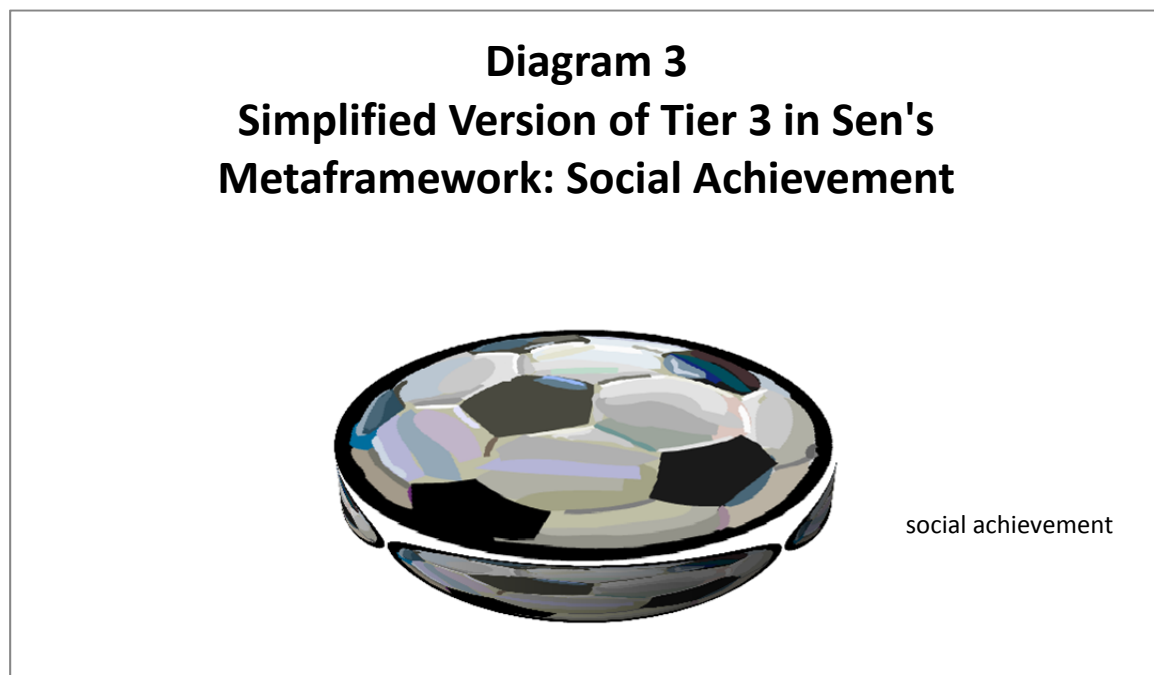 Diagram 3
Simplified Version of Tier 3 in Sen's
Metaframework: Social Achievement
social achievement